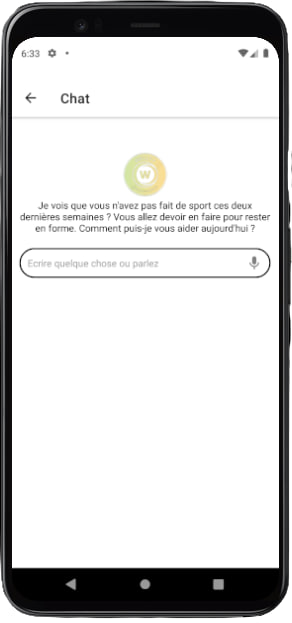 6:33
Chat
W
Je vois que vous n'avez pas fait de sport ces deux
dernières semaines ? Vous allez devoir en faire pour rester
en forme. Comment puis-je vous aider aujourd'hui ?
Ecrire quelque chose ou parlez